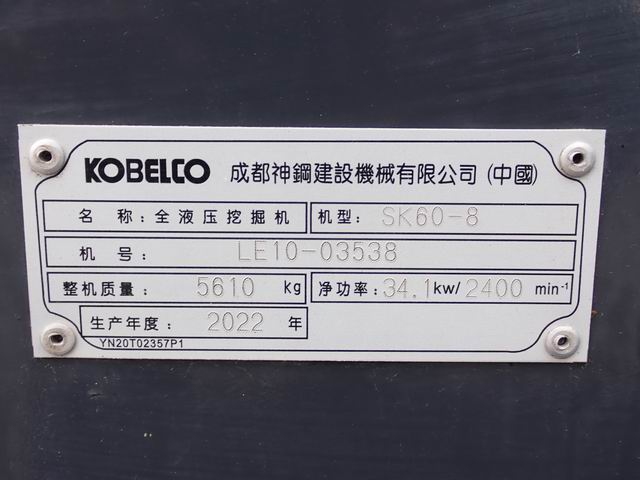 KOBELCO 成都神鋼建設機械有限公司 (中國)
名 称: 全液压挖掘机 机型: SK60-8
机 号: LE10-03538
整机质量: 5610 kg 净功率: 34.1 kw/ 2400 min⁻¹
生产年度: 2022 年
YN20T02357P1